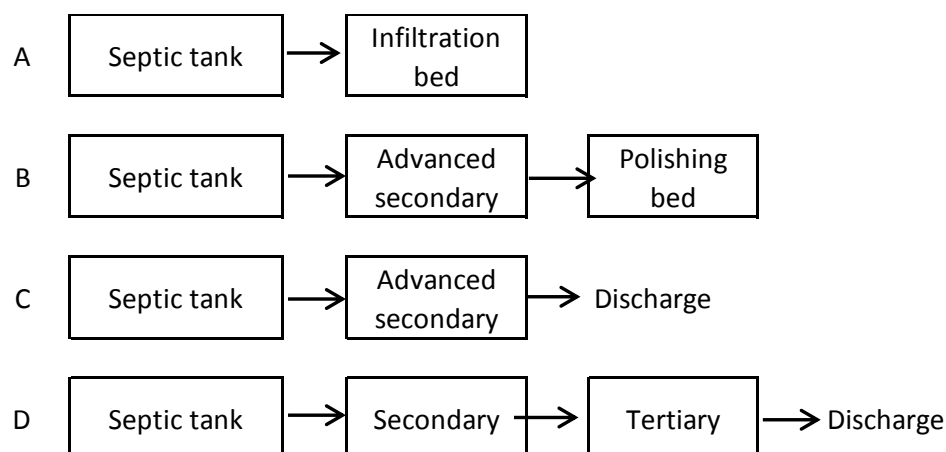 A Septic tank Infiltration
bed
B Septic tank Advanced
secondary Polishing
bed
C Septic tank Advanced
secondary Discharge
D Septic tank Secondary Tertiary Discharge